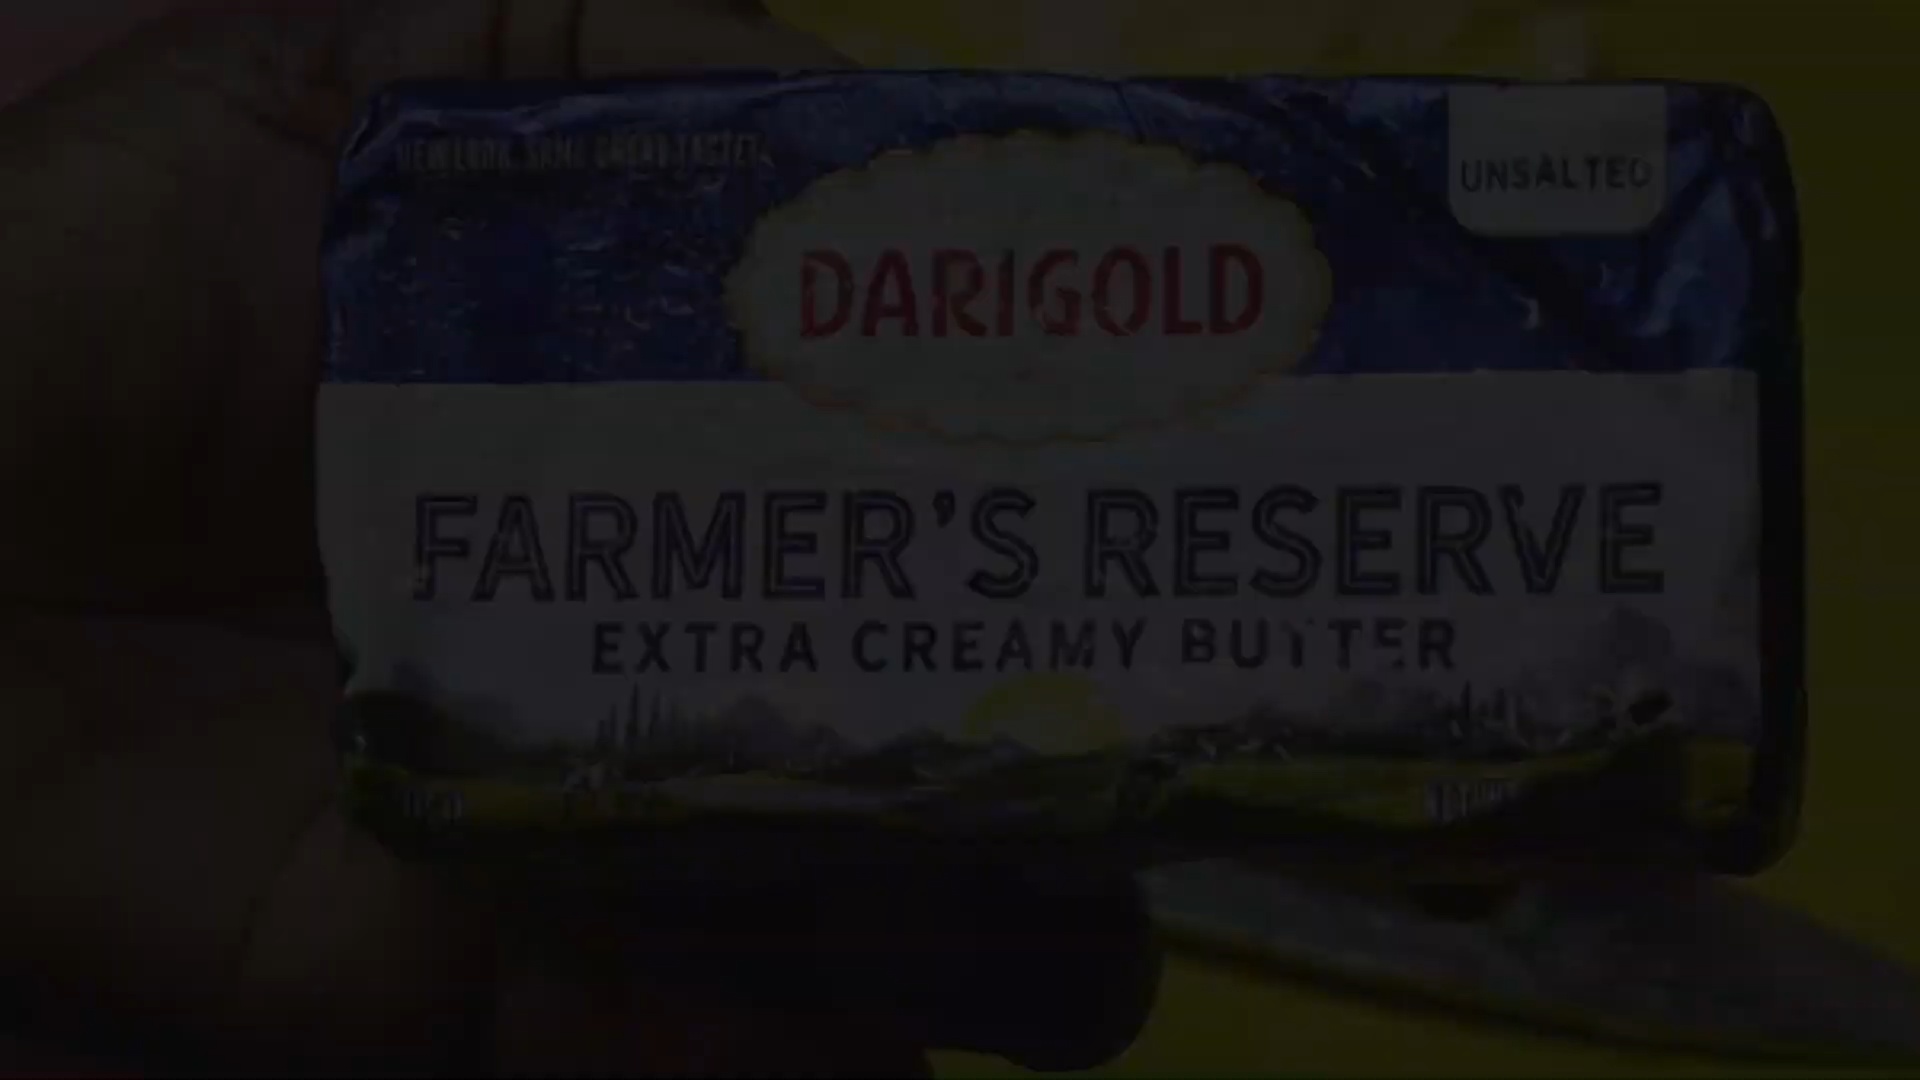 NEW LOOK, SAME GREAT TASTE!
UNSALTED
DARIGOLD
FARMER'S RESERVE
EXTRA CREAMY BUTTER